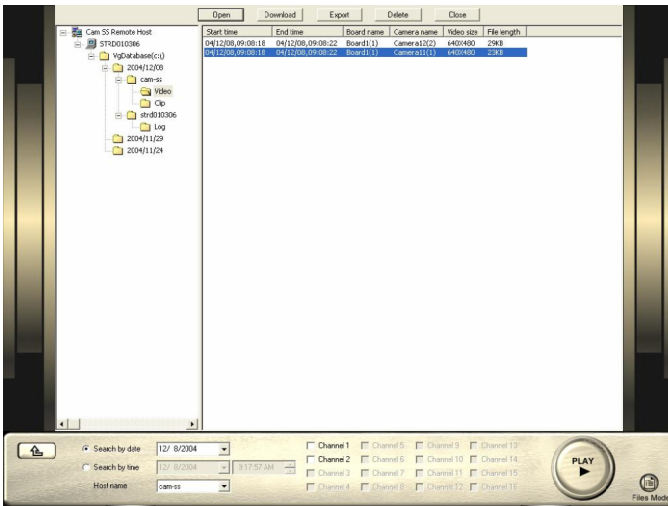 Open Download Export Delete Close
Cam SS Remote Host
STRD010306
VgDatabase(c:\)
2004/12/08
cam-ss
Video
Clip
strd010306
Log
2004/11/29
2004/11/24
Start time End time Board name Camera name Video size File length
04/12/08,09:08:18 04/12/08,09:08:22 Board1(1) Camera12(2) 640X480 29KB
04/12/08,09:08:18 04/12/08,09:08:22 Board1(1) Camera11(1) 640X480 23KB
Search by date 12/ 8/2004
Search by time 12/ 8/2004 9:17:57 AM
Host name cam-ss
Channel 1 Channel 5 Channel 9 Channel 13
Channel 2 Channel 6 Channel 10 Channel 14
Channel 3 Channel 7 Channel 11 Channel 15
Channel 4 Channel 8 Channel 12 Channel 16
PLAY
Files Mode